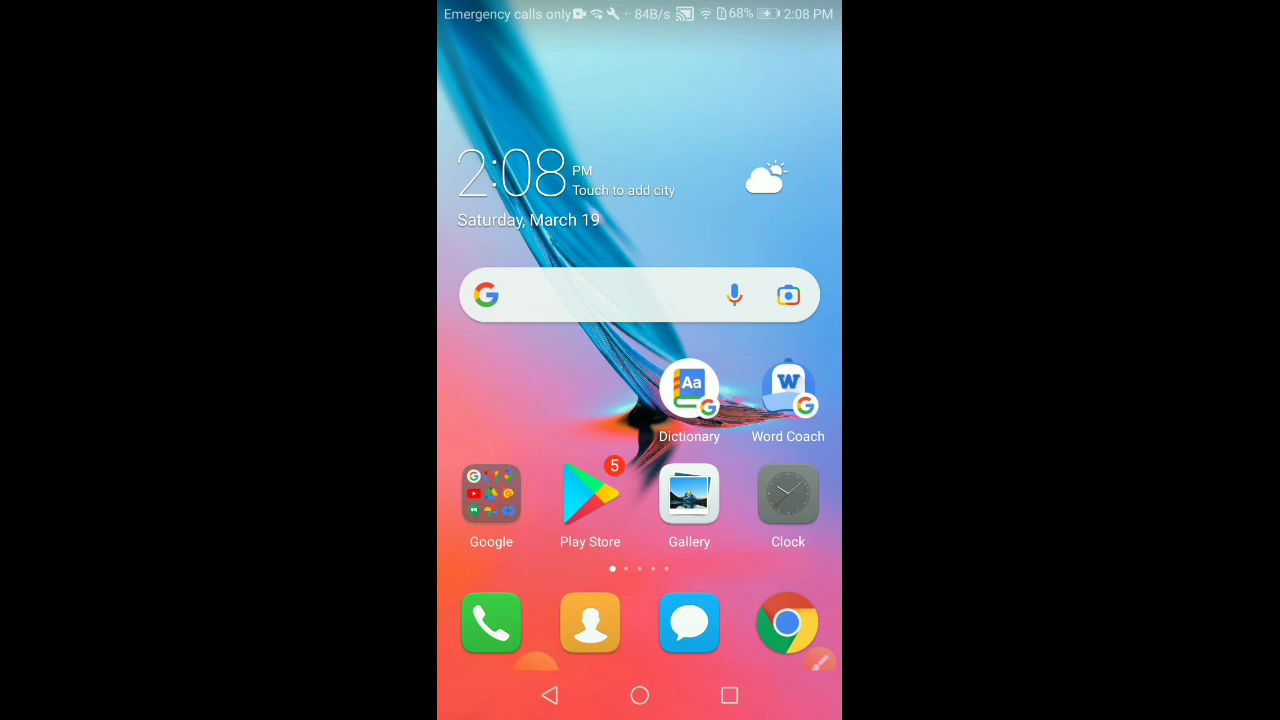 Emergency calls only 84B/s 68% 2:08 PM
2:08 PM
Touch to add city
Saturday, March 19
G
Aa G
W G
Dictionary Word Coach
5
Google Play Store Gallery Clock